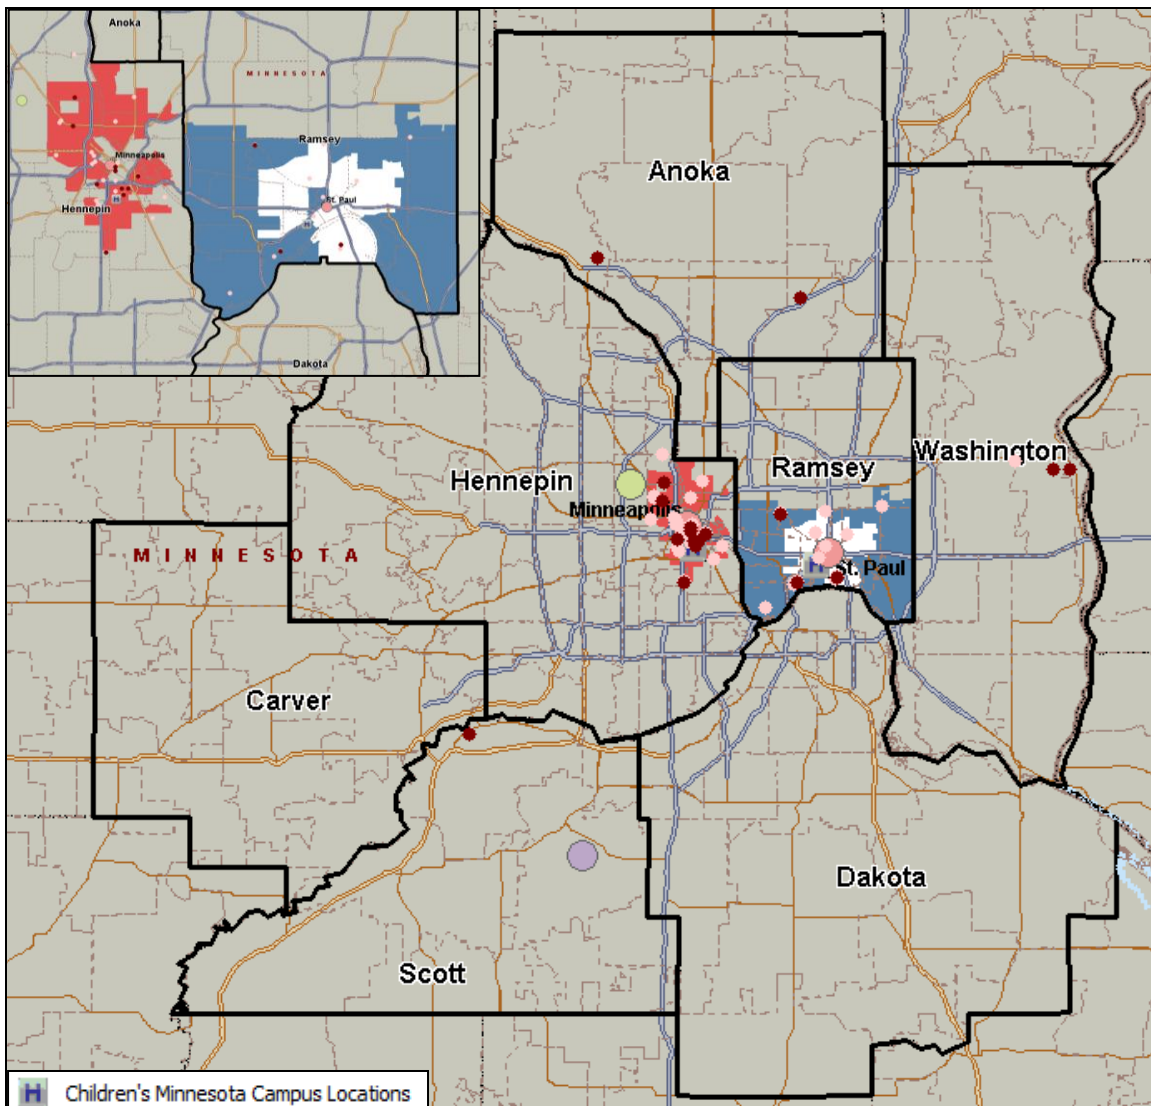 Anoka
MINNESOTA
Ramsey
Minneapolis
St. Paul
Hennepin
H
H
Dakota
Anoka
Washington
Ramsey
Hennepin
Minneapolis
MINNESOTA
H
H
St. Paul
Carver
Dakota
Scott
H Children's Minnesota Campus Locations